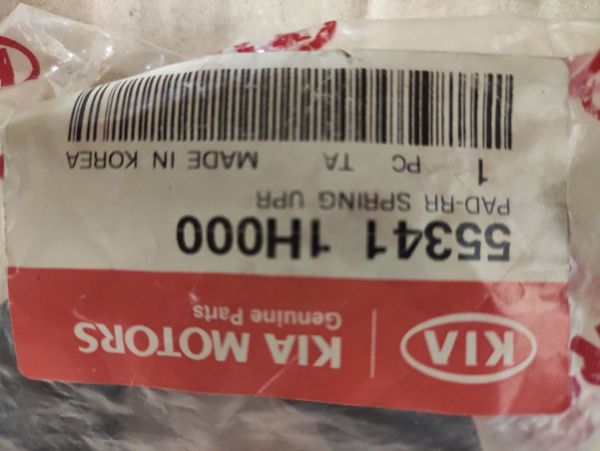 KIA
KIA MOTORS
Genuine Parts
55341 1H000
PAD-RR SPRING UPR
1 PC TA MADE IN KOREA